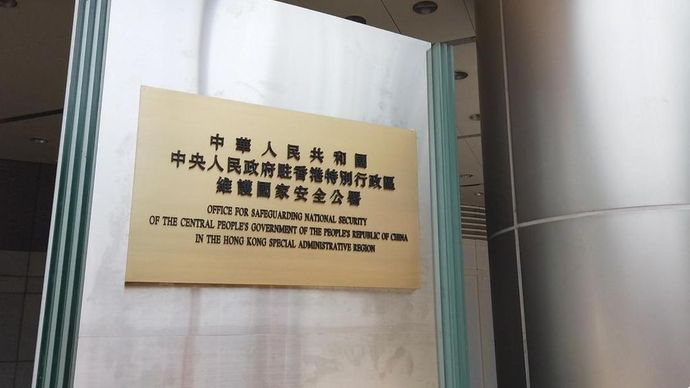 中華人民共和國
中央人民政府駐香港特別行政區
維護國家安全公署
OFFICE FOR SAFEGUARDING NATIONAL SECURITY
OF THE CENTRAL PEOPLE'S GOVERNMENT OF THE PEOPLE'S REPUBLIC OF CHINA
IN THE HONG KONG SPECIAL ADMINISTRATIVE REGION